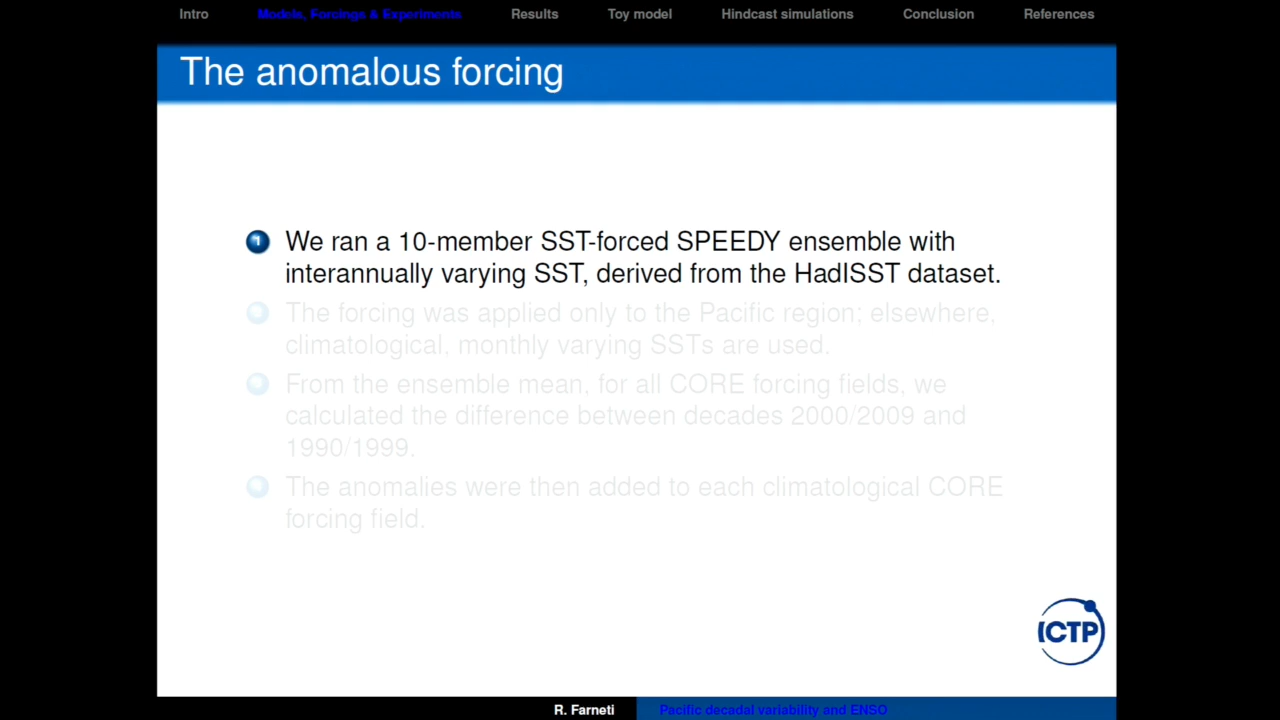 Intro Models, Forcings & Experiments Results Toy model Hindcast simulations Conclusion References
The anomalous forcing
1 We ran a 10-member SST-forced SPEEDY ensemble with
interannually varying SST, derived from the HadISST dataset.
The forcing was applied only to the Pacific region; elsewhere,
climatological, monthly varying SSTs are used.
From the ensemble mean, for all CORE forcing fields, we
calculated the difference between decades 2000/2009 and
1990/1999.
The anomalies were then added to each climatological CORE
forcing field.
ICTP
R. Farneti Pacific decadal variability and ENSO